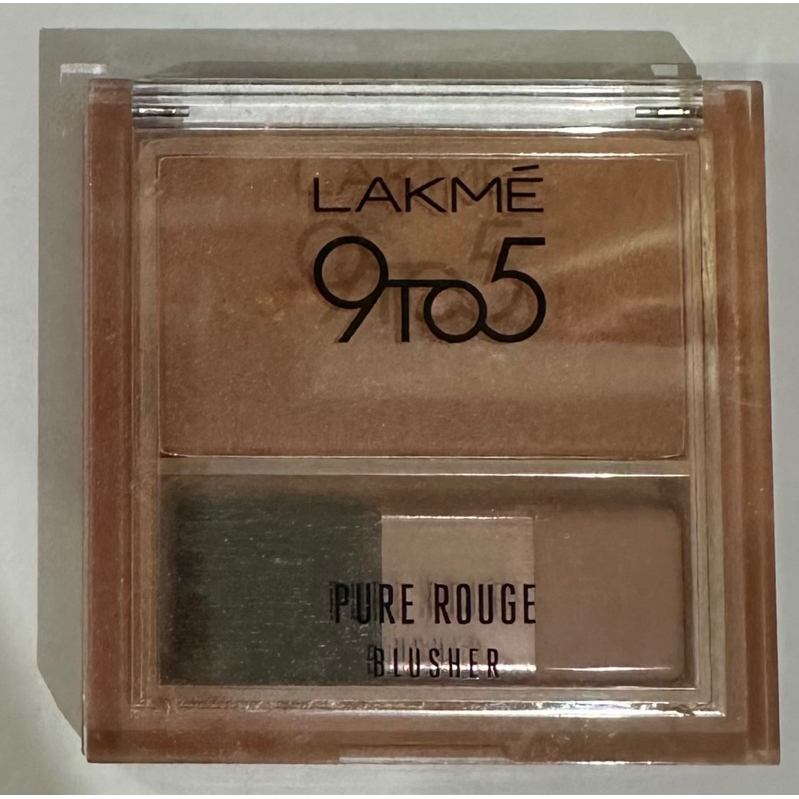 LAKMÉ
9TO5
PURE ROUGE
BLUSHER